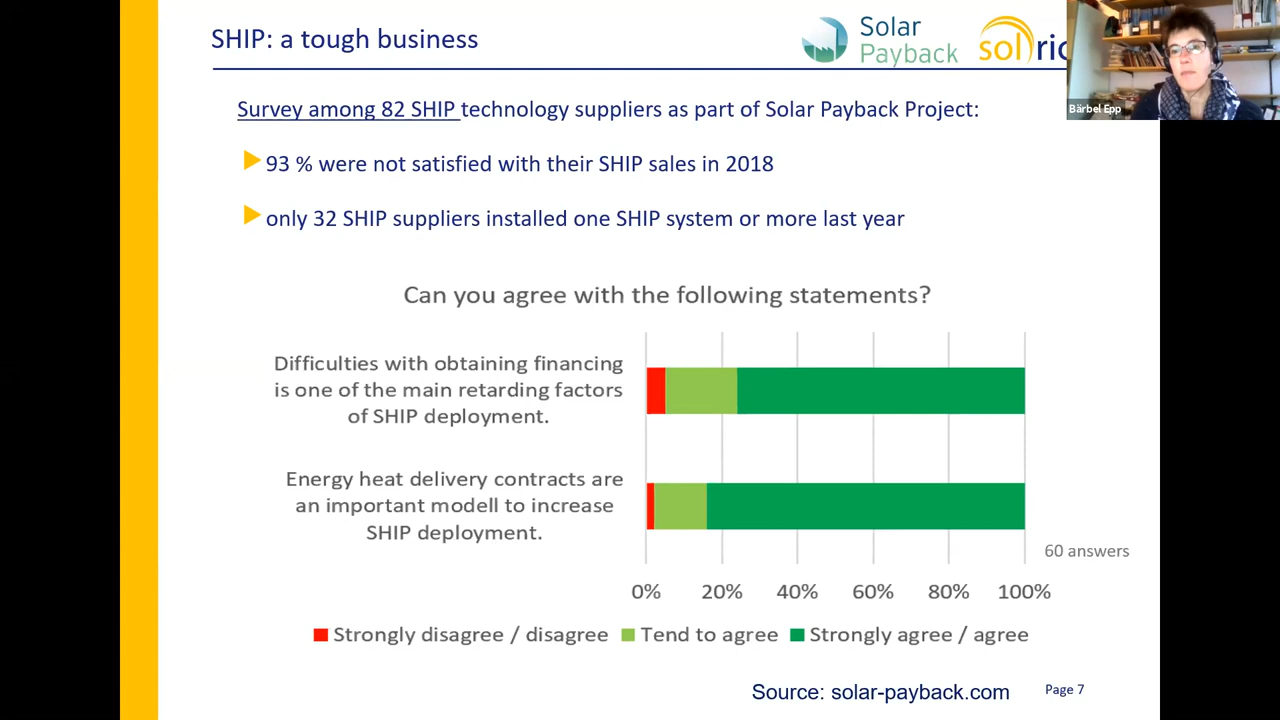 SHIP: a tough business
Solar
Payback
solric
Bärbel Epp
Survey among 82 SHIP technology suppliers as part of Solar Payback Project:
93 % were not satisfied with their SHIP sales in 2018
only 32 SHIP suppliers installed one SHIP system or more last year
Can you agree with the following statements?
Difficulties with obtaining financing
is one of the main retarding factors
of SHIP deployment.
Energy heat delivery contracts are
an important modell to increase
SHIP deployment.
60 answers
0% 20% 40% 60% 80% 100%
Strongly disagree / disagree Tend to agree Strongly agree / agree
Source: solar-payback.com
Page 7